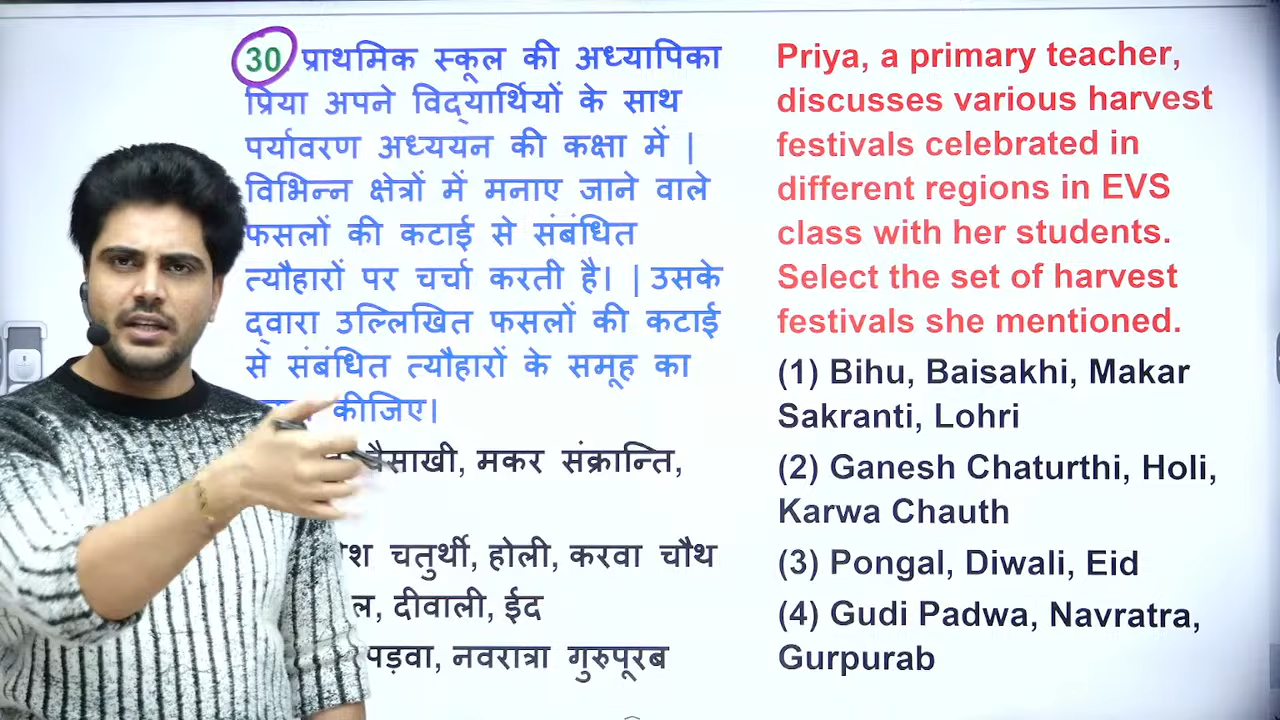 30 प्राथमिक स्कूल की अध्यापिका
प्रिया अपने विद्यार्थियों के साथ
पर्यावरण अध्ययन की कक्षा में |
विभिन्न क्षेत्रों में मनाए जाने वाले
फसलों की कटाई से संबंधित
त्यौहारों पर चर्चा करती है। | उसके
द्वारा उल्लिखित फसलों की कटाई
से संबंधित त्यौहारों के समूह का
कीजिए।
वैसाखी, मकर संक्रान्ति,
चतुर्थी, होली, करवा चौथ
दीवाली, ईद
पड़वा, नवरात्रा गुरुपूरब
Priya, a primary teacher,
discusses various harvest
festivals celebrated in
different regions in EVS
class with her students.
Select the set of harvest
festivals she mentioned.
(1) Bihu, Baisakhi, Makar
Sakranti, Lohri
(2) Ganesh Chaturthi, Holi,
Karwa Chauth
(3) Pongal, Diwali, Eid
(4) Gudi Padwa, Navratra,
Gurpurab